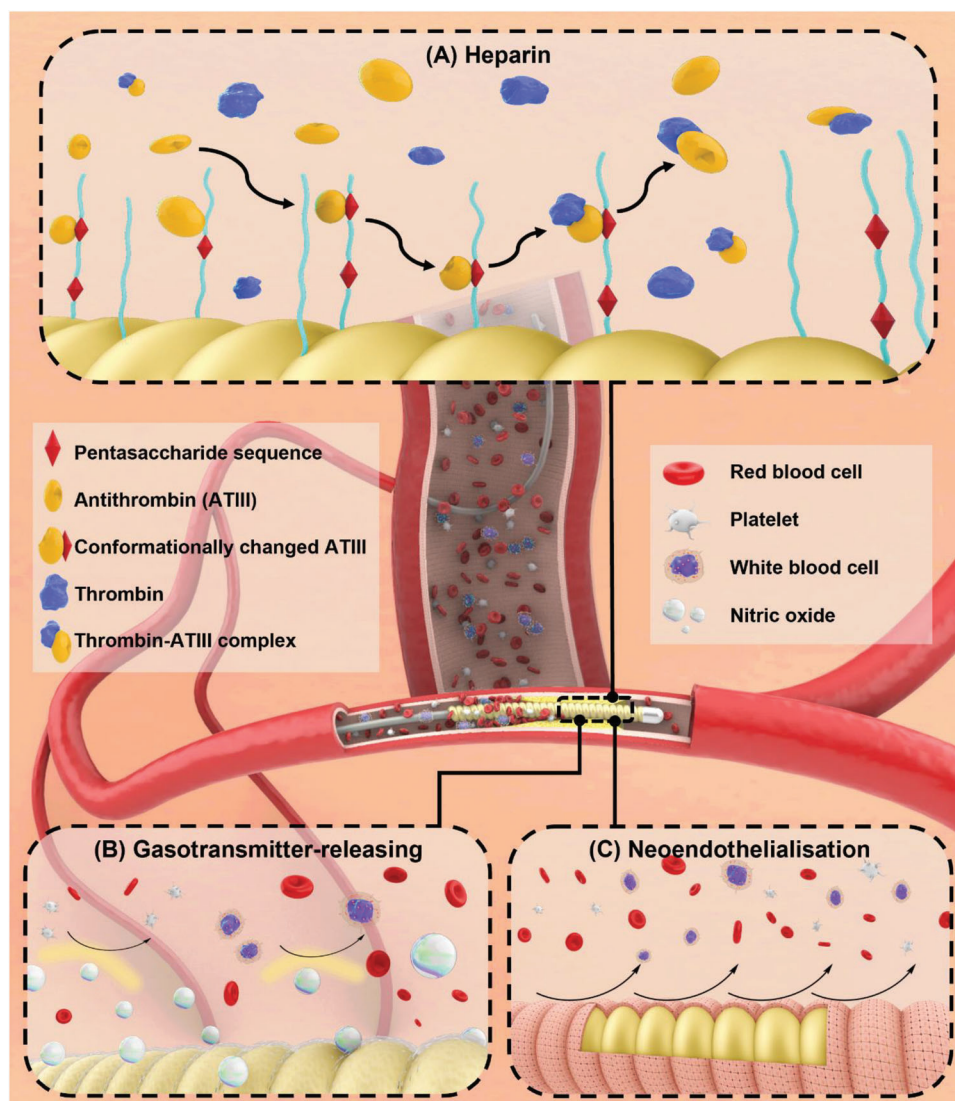 (A) Heparin
Pentasaccharide sequence
Antithrombin (ATIII)
Conformationally changed ATIII
Thrombin
Thrombin-ATIII complex
Red blood cell
Platelet
White blood cell
Nitric oxide
(B) Gasotransmitter-releasing
(C) Neoendothelialisation